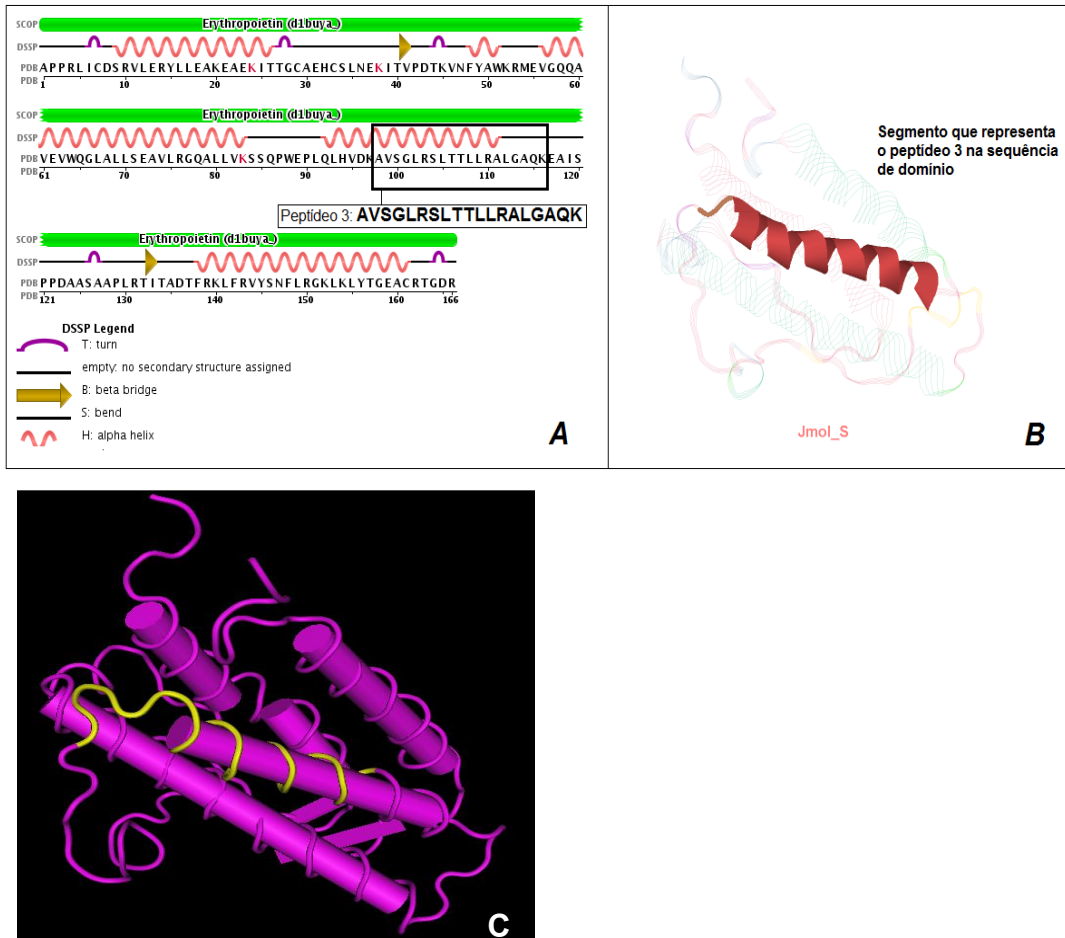 SCOP Erythropoietin (d1buya_)
DSSP
PDB APPRLICDSRVLERYLLEAKEAEKITTGCAEHCSLNEKITVPDTKVNFYAWKRMEVGQQA
PDB 1 10 20 30 40 50 60
SCOP Erythropoietin (d1buya_)
DSSP
PDB VEVWQGLALLSEAVLRGQALLVKSSQPWEPLQLHVDKAVSGLRSLTTLLRALGAQKEAIS
PDB 61 70 80 90 100 110 120
Peptídeo 3: AVSGLRSLTTLLRALGAQK
SCOP Erythropoietin (d1buya_)
DSSP
PDB PPDAASAAPLRTITADTFRKLFRVYSNFLRGKLKLYTGEACRTGDR
PDB 121 130 140 150 160 166
DSSP Legend
T: turn
empty: no secondary structure assigned
B: beta bridge
S: bend
H: alpha helix
A
Segmento que representa
o peptídeo 3 na sequência
de domínio
Jmol_S
B
C